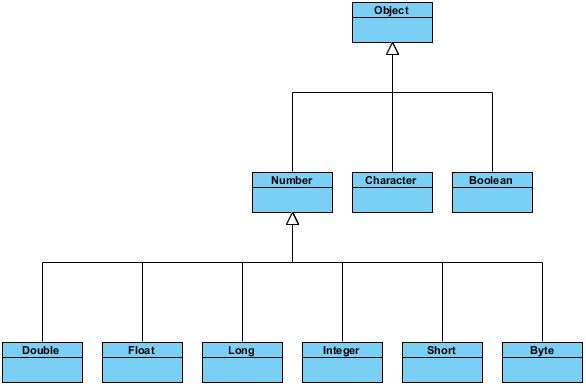 Object
Number Character Boolean
Double Float Long Integer Short Byte